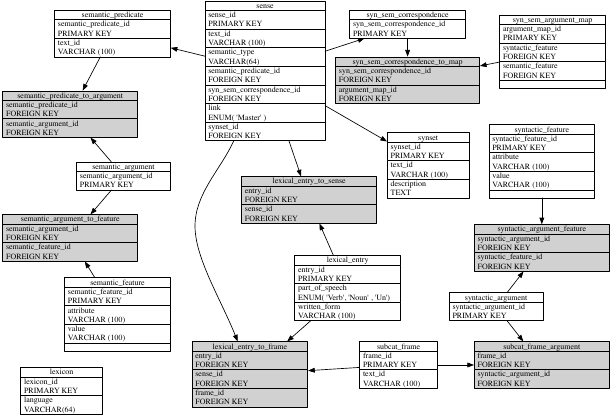 semantic_predicate
semantic_predicate_id
PRIMARY KEY
text_id
VARCHAR (100)
sense
sense_id
PRIMARY KEY
text_id
VARCHAR (100)
semantic_type
VARCHAR(64)
semantic_predicate_id
FOREIGN KEY
syn_sem_correspondence_id
FOREIGN KEY
link
ENUM( 'Master' )
synset_id
FOREIGN KEY
syn_sem_correspondence
syn_sem_correspondence_id
PRIMARY KEY
syn_sem_argument_map
argument_map_id
PRIMARY KEY
syntactic_feature
FOREIGN KEY
semantic_feature
FOREIGN KEY
syn_sem_correspondence_to_map
syn_sem_correspondence_id
FOREIGN KEY
argument_map_id
FOREIGN KEY
semantic_predicate_to_argument
semantic_predicate_id
FOREIGN KEY
semantic_argument_id
FOREIGN KEY
synset
synset_id
PRIMARY KEY
text_id
VARCHAR (100)
description
TEXT
syntactic_feature
syntactic_feature_id
PRIMARY KEY
attribute
VARCHAR (100)
value
VARCHAR (100)
semantic_argument
semantic_argument_id
PRIMARY KEY
lexical_entry_to_sense
entry_id
FOREIGN KEY
sense_id
FOREIGN KEY
semantic_argument_to_feature
semantic_argument_id
FOREIGN KEY
semantic_feature_id
FOREIGN KEY
syntactic_argument_feature
syntactic_argument_id
FOREIGN KEY
syntactic_feature_id
FOREIGN KEY
lexical_entry
entry_id
PRIMARY KEY
part_of_speech
ENUM( 'Verb', 'Noun' , 'Un')
written_form
VARCHAR (100)
semantic_feature
semantic_feature_id
PRIMARY KEY
attribute
VARCHAR (100)
value
VARCHAR (100)
syntactic_argument
syntactic_argument_id
PRIMARY KEY
lexical_entry_to_frame
entry_id
FOREIGN KEY
sense_id
FOREIGN KEY
frame_id
FOREIGN KEY
subcat_frame
frame_id
PRIMARY KEY
text_id
VARCHAR (100)
subcat_frame_argument
frame_id
FOREIGN KEY
syntactic_argument_id
FOREIGN KEY
lexicon
lexicon_id
PRIMARY KEY
language
VARCHAR(64)